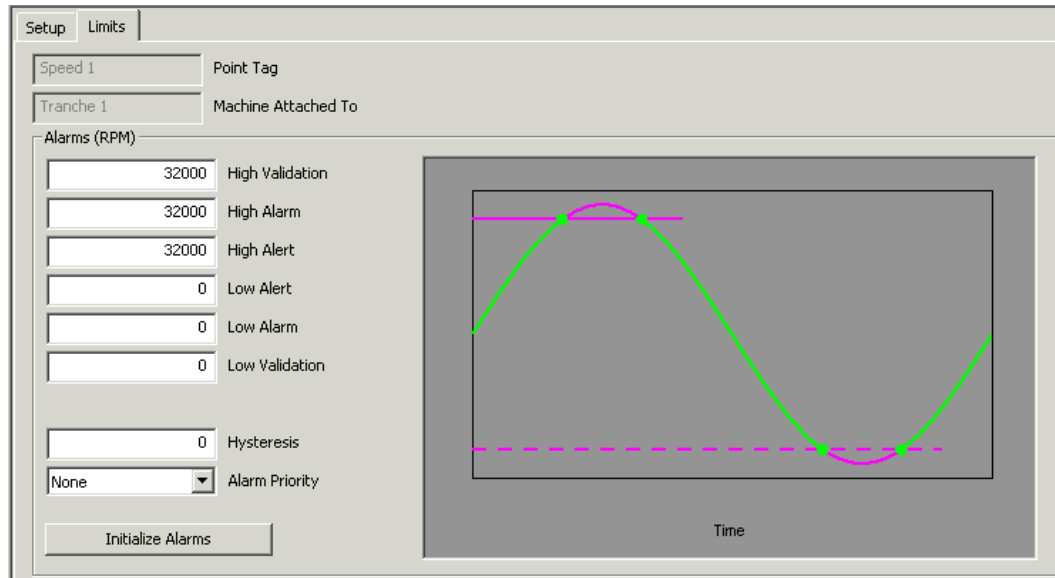 Setup Limits
Speed 1 Point Tag
Tranche 1 Machine Attached To
Alarms (RPM)
32000 High Validation
32000 High Alarm
32000 High Alert
0 Low Alert
0 Low Alarm
0 Low Validation
0 Hysteresis
None Alarm Priority
Initialize Alarms
Time